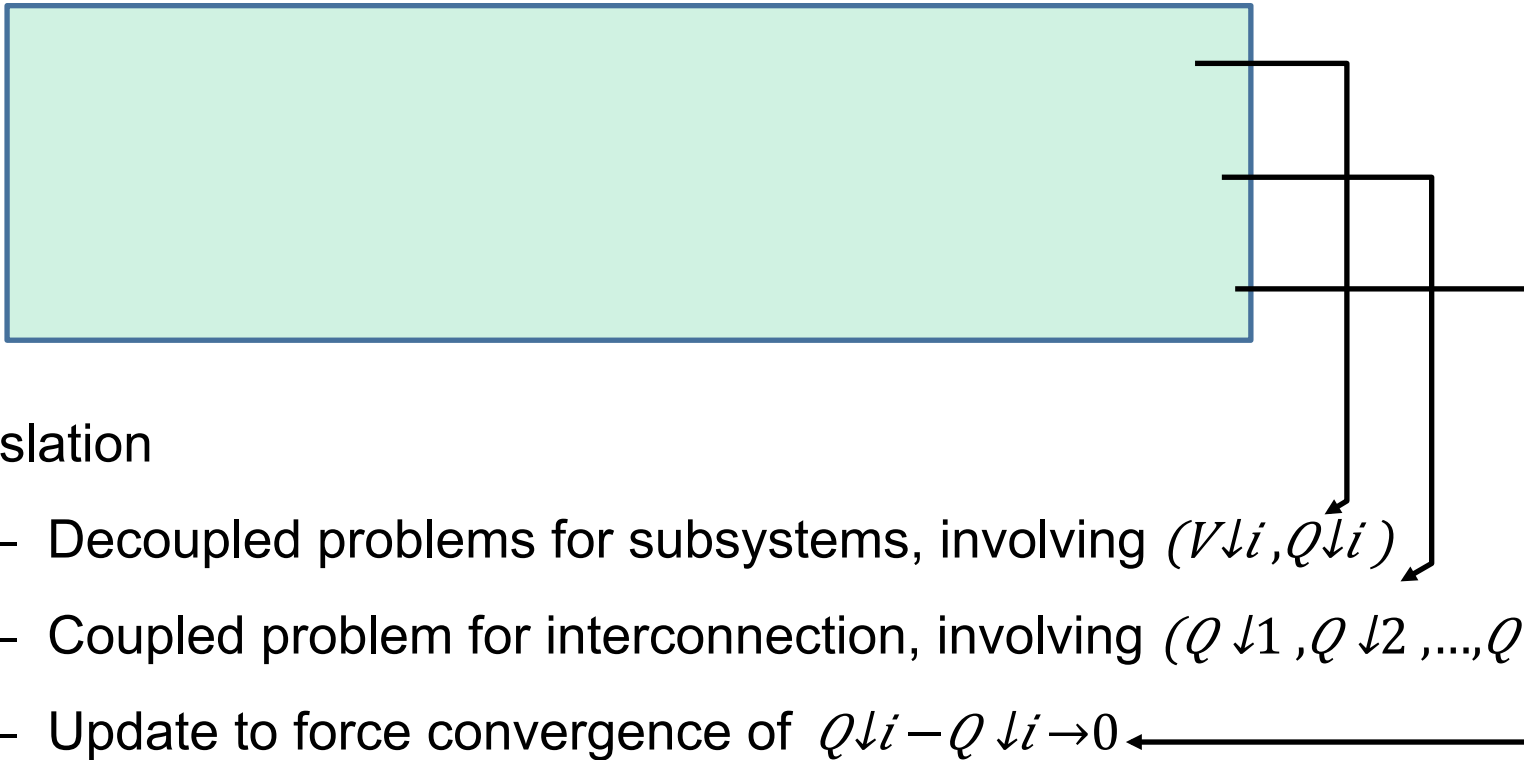 slation
– Decoupled problems for subsystems, involving (V↓i ,Q↓i )
– Coupled problem for interconnection, involving (Q ↓1 ,Q ↓2 ,...,Q
– Update to force convergence of Q↓i −Q ↓i →0